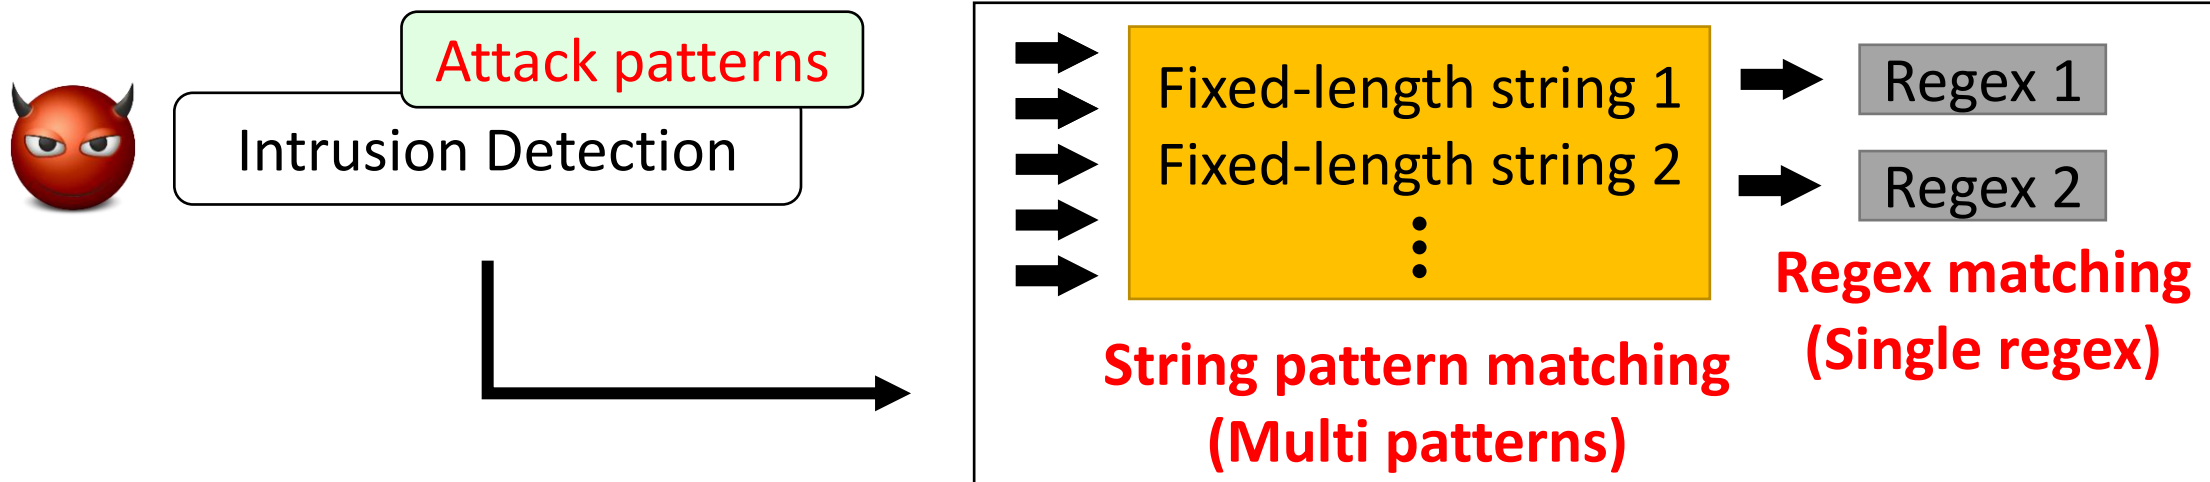 Attack patterns
Intrusion Detection
Fixed-length string 1
Fixed-length string 2
Regex 1
Regex 2
String pattern matching
(Multi patterns)
Regex matching
(Single regex)